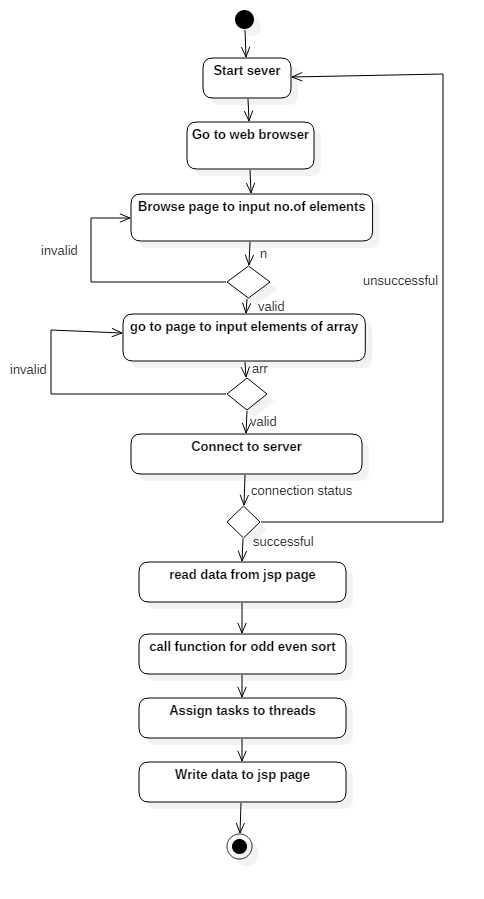 Start sever
Go to web browser
Browse page to input no.of elements
invalid
n
unsuccessful
valid
go to page to input elements of array
invalid
arr
valid
Connect to server
connection status
successful
read data from jsp page
call function for odd even sort
Assign tasks to threads
Write data to jsp page